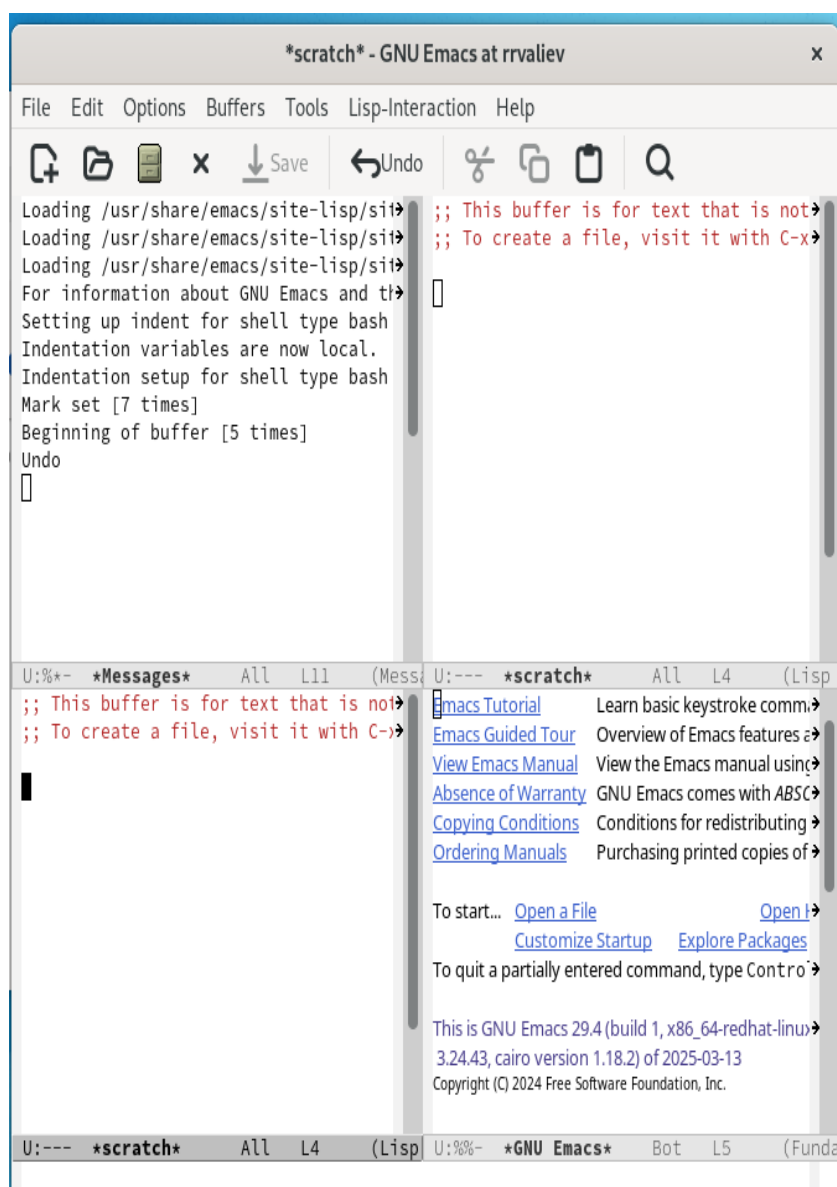 *scratch* - GNU Emacs at rrvaliev
File Edit Options Buffers Tools Lisp-Interaction Help
Save Undo
Loading /usr/share/emacs/site-lisp/sit
Loading /usr/share/emacs/site-lisp/sit
Loading /usr/share/emacs/site-lisp/sit
For information about GNU Emacs and th
Setting up indent for shell type bash
Indentation variables are now local.
Indentation setup for shell type bash
Mark set [7 times]
Beginning of buffer [5 times]
Undo
U:%*- *Messages* All L11 (Messa
;; This buffer is for text that is not
;; To create a file, visit it with C-x
U:--- *scratch* All L4 (Lisp
;; This buffer is for text that is not
;; To create a file, visit it with C-x
U:--- *scratch* All L4 (Lisp
Emacs Tutorial Learn basic keystroke comma
Emacs Guided Tour Overview of Emacs features a
View Emacs Manual View the Emacs manual using
Absence of Warranty GNU Emacs comes with ABSO
Copying Conditions Conditions for redistributing
Ordering Manuals Purchasing printed copies of
To start... Open a File Open H
Customize Startup Explore Packages
To quit a partially entered command, type Contro
This is GNU Emacs 29.4 (build 1, x86_64-redhat-linux
3.24.43, cairo version 1.18.2) of 2025-03-13
Copyright (C) 2024 Free Software Foundation, Inc.
U:%%- *GNU Emacs* Bot L5 (Funda